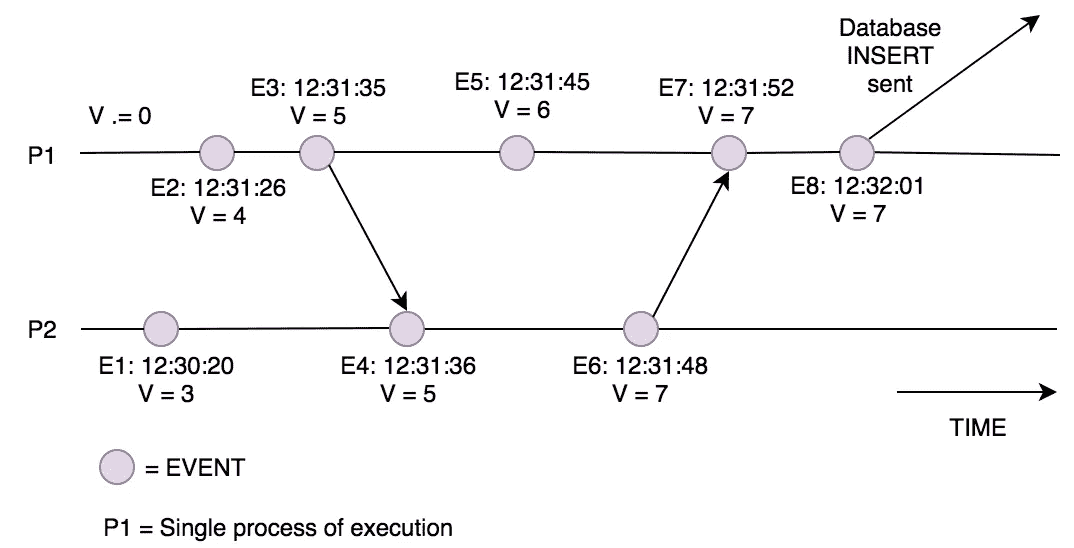 Database
INSERT
sent
E3: 12:31:35
V = 5
E5: 12:31:45
V = 6
E7: 12:31:52
V = 7
V .= 0
P1
E2: 12:31:26
V = 4
E8: 12:32:01
V = 7
P2
E1: 12:30:20
V = 3
E4: 12:31:36
V = 5
E6: 12:31:48
V = 7
TIME
= EVENT
P1 = Single process of execution